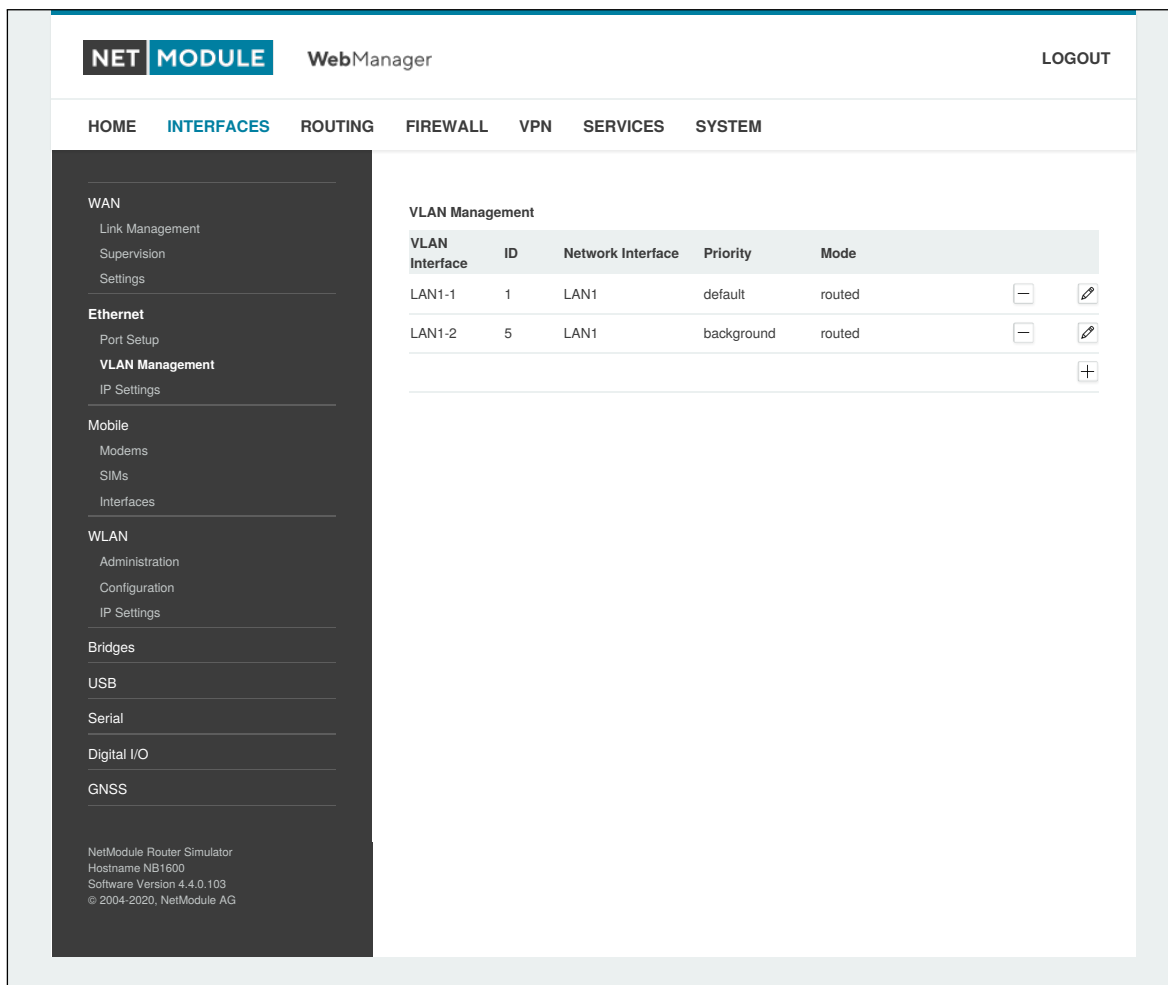 NET MODULE WebManager LOGOUT
HOME INTERFACES ROUTING FIREWALL VPN SERVICES SYSTEM
WAN
Link Management
Supervision
Settings
Ethernet
Port Setup
VLAN Management
IP Settings
Mobile
Modems
SIMs
Interfaces
WLAN
Administration
Configuration
IP Settings
Bridges
USB
Serial
Digital I/O
GNSS
NetModule Router Simulator
Hostname NB1600
Software Version 4.4.0.103
© 2004-2020, NetModule AG
VLAN Management
VLAN Interface ID Network Interface Priority Mode
LAN1-1 1 LAN1 default routed
LAN1-2 5 LAN1 background routed